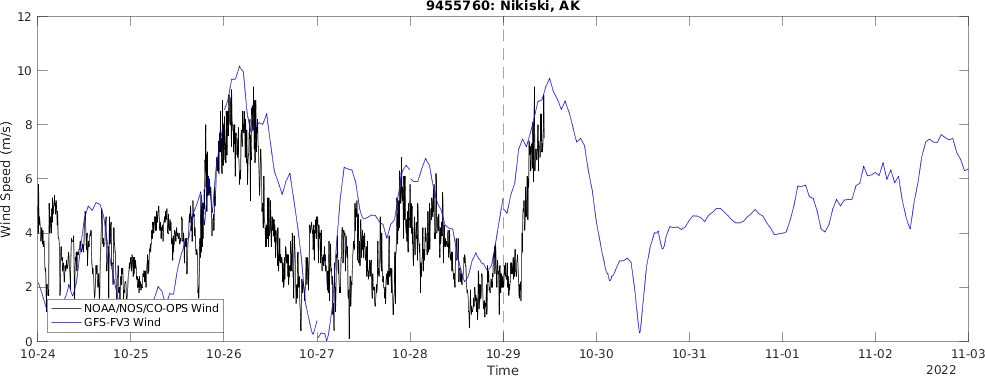 9455760: Nikiski, AK
Wind Speed (m/s)
12
10
8
6
4
2
0
NOAA/NOS/CO-OPS Wind
GFS-FV3 Wind
10-24 10-25 10-26 10-27 10-28 10-29 10-30 10-31 11-01 11-02 11-03
Time
2022